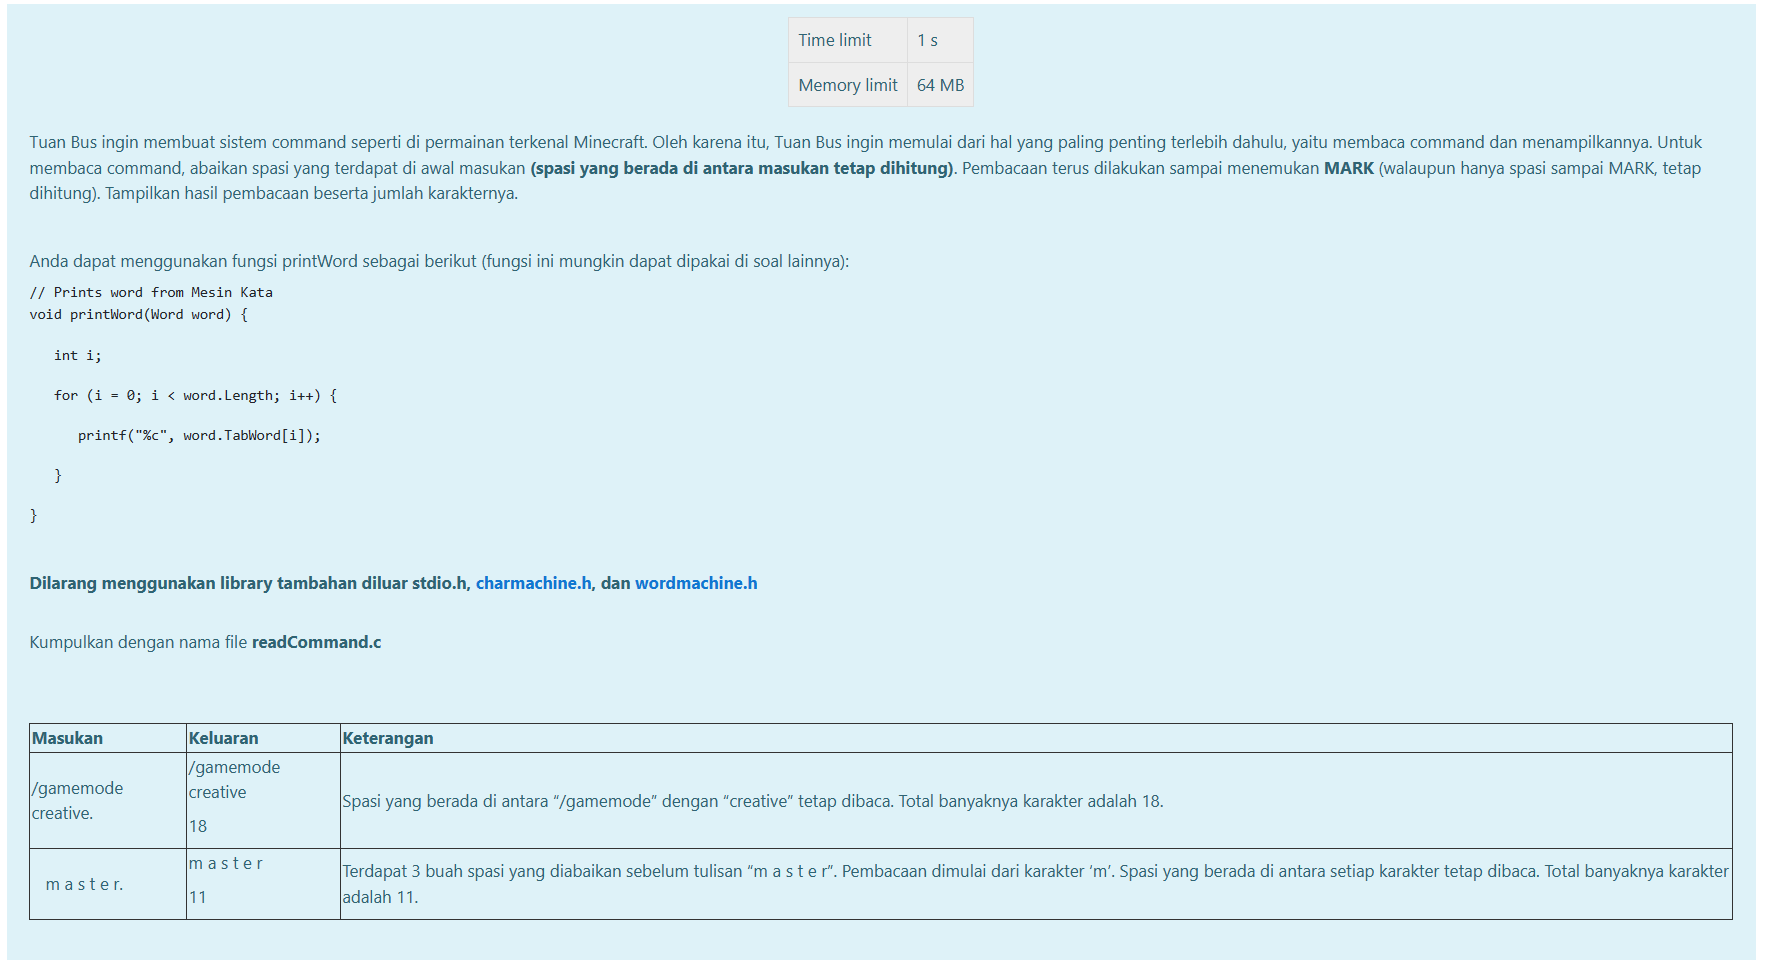 Time limit 1 s
Memory limit 64 MB
Tuan Bus ingin membuat sistem command seperti di permainan terkenal Minecraft. Oleh karena itu, Tuan Bus ingin memulai dari hal yang paling penting terlebih dahulu, yaitu membaca command dan menampilkannya. Untuk
membaca command, abaikan spasi yang terdapat di awal masukan (spasi yang berada di antara masukan tetap dihitung). Pembacaan terus dilakukan sampai menemukan MARK (walaupun hanya spasi sampai MARK, tetap
dihitung). Tampilkan hasil pembacaan beserta jumlah karakternya.
Anda dapat menggunakan fungsi printWord sebagai berikut (fungsi ini mungkin dapat dipakai di soal lainnya):
// Prints word from Mesin Kata
void printWord(Word word) {
int i;
for (i = 0; i < word.Length; i++) {
printf("%c", word.TabWord[i]);
}
}
Dilarang menggunakan library tambahan diluar stdio.h, charmachine.h, dan wordmachine.h
Kumpulkan dengan nama file readCommand.c
Masukan Keluaran Keterangan
/gamemode
creative.
/gamemode
creative
18
Spasi yang berada di antara “/gamemode” dengan “creative” tetap dibaca. Total banyaknya karakter adalah 18.
m a s t e r.
m a s t e r
11
Terdapat 3 buah spasi yang diabaikan sebelum tulisan “m a s t e r”. Pembacaan dimulai dari karakter ‘m’. Spasi yang berada di antara setiap karakter tetap dibaca. Total banyaknya karakter
adalah 11.